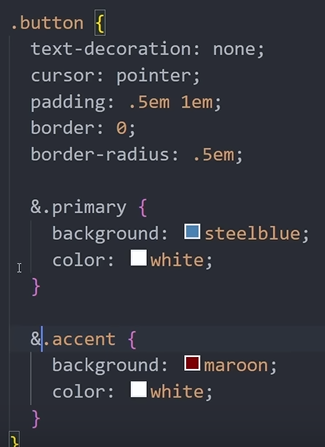 .button {
text-decoration: none;
cursor: pointer;
padding: .5em 1em;
border: 0;
border-radius: .5em;
&.primary {
background: steelblue;
color: white;
}
&.accent {
background: maroon;
color: white;
}
}